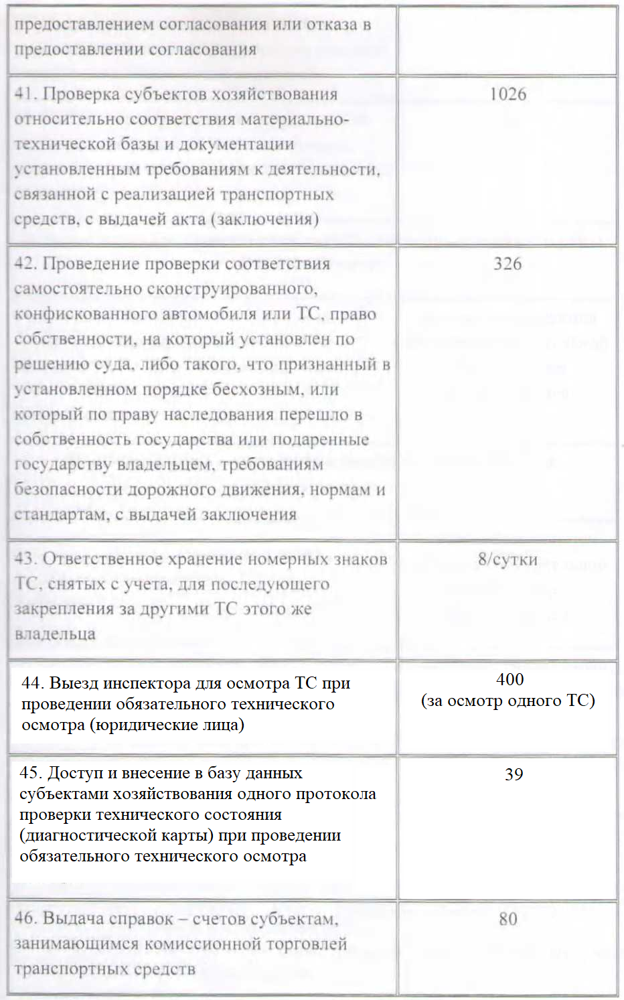 предоставлением согласования или отказа в
предоставлении согласования
41. Проверка субъектов хозяйствования
относительно соответствия материально-
технической базы и документации
установленным требованиям к деятельности,
связанной с реализацией транспортных
средств, с выдачей акта (заключения)
1026
42. Проведение проверки соответствия
самостоятельно сконструированного,
конфискованного автомобиля или ТС, право
собственности, на который установлен по
решению суда, либо такого, что признанный в
установленном порядке бесхозным, или
который по праву наследования перешло в
собственность государства или подаренные
государству владельцем, требованиям
безопасности дорожного движения, нормам и
стандартам, с выдачей заключения
326
43. Ответственное хранение номерных знаков
ТС, снятых с учета, для последующего
закрепления за другими ТС этого же
владельца
8/сутки
44. Выезд инспектора для осмотра ТС при
проведении обязательного технического
осмотра (юридические лица)
400
(за осмотр одного ТС)
45. Доступ и внесение в базу данных
субъектами хозяйствования одного протокола
проверки технического состояния
(диагностической карты) при проведении
обязательного технического осмотра
39
46. Выдача справок – счетов субъектам,
занимающимся комиссионной торговлей
транспортных средств
80